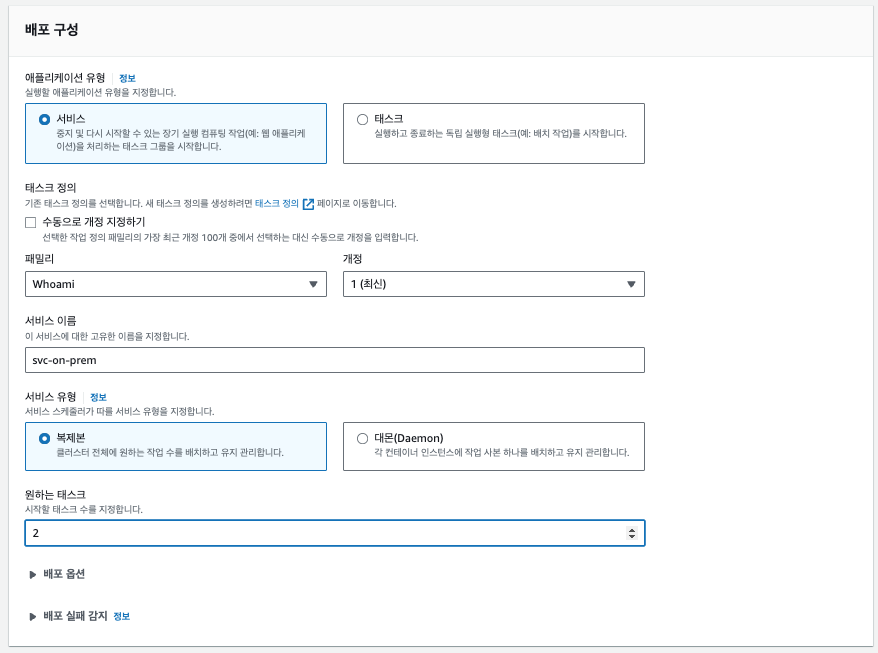 배포 구성
애플리케이션 유형 정보
실행할 애플리케이션 유형을 지정합니다.
서비스
중지 및 다시 시작할 수 있는 장기 실행 컴퓨팅 작업(예: 웹 애플리케
이션)을 처리하는 태스크 그룹을 시작합니다.
태스크
실행하고 종료하는 독립 실행형 태스크(예: 배치 작업)를 시작합니다.
태스크 정의
기존 태스크 정의를 선택합니다. 새 태스크 정의를 생성하려면 태스크 정의 페이지로 이동합니다.
수동으로 개정 지정하기
선택한 작업 정의 패밀리의 가장 최근 개정 100개 중에서 선택하는 대신 수동으로 개정을 입력합니다.
패밀리
Whoami
개정
1 (최신)
서비스 이름
이 서비스에 대한 고유한 이름을 지정합니다.
svc-on-prem
서비스 유형 정보
서비스 스케줄러가 따를 서비스 유형을 지정합니다.
복제본
클러스터 전체에 원하는 작업 수를 배치하고 유지 관리합니다.
대몬(Daemon)
각 컨테이너 인스턴스에 작업 사본 하나를 배치하고 유지 관리합니다.
원하는 태스크
시작할 태스크 수를 지정합니다.
2
배포 옵션
배포 실패 감지 정보